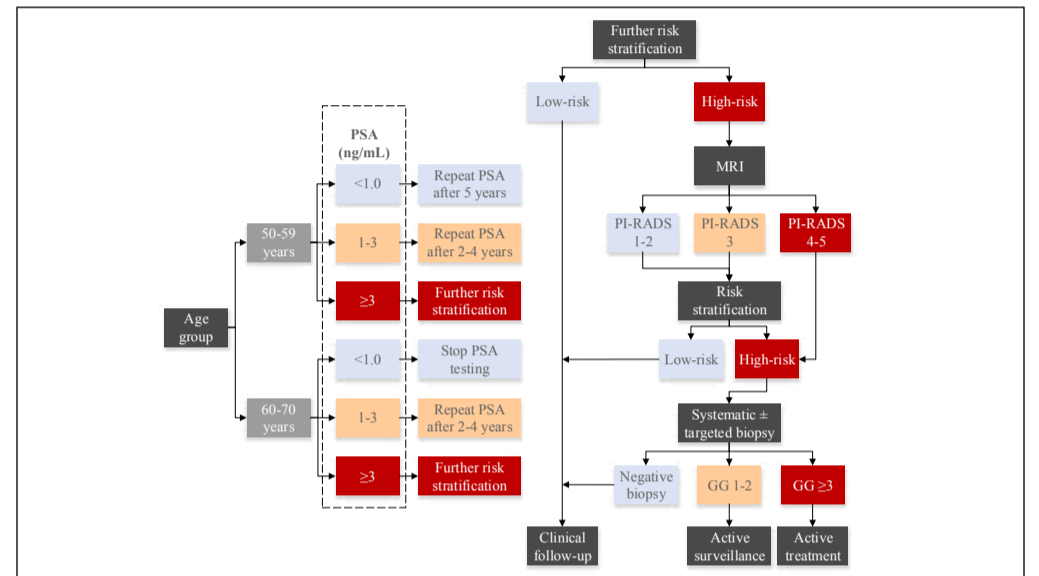 Further risk
stratification
Low-risk
High-risk
MRI
PI-RADS
1-2
PI-RADS
3
PI-RADS
4-5
Risk
stratification
Low-risk
High-risk
Systematic ±
targeted biopsy
Negative
biopsy
GG 1-2
GG ≥3
Clinical
follow-up
Active
surveillance
Active
treatment
Age
group
50-59
years
60-70
years
PSA
(ng/mL)
<1.0
Repeat PSA
after 5 years
1-3
Repeat PSA
after 2-4 years
≥3
Further risk
stratification
<1.0
Stop PSA
testing
1-3
Repeat PSA
after 2-4 years
≥3
Further risk
stratification